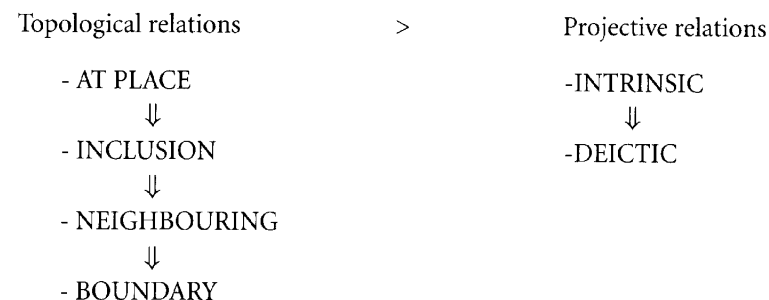 Topological relations > Projective relations
- AT PLACE -INTRINSIC
⇓ ⇓
- INCLUSION -DEICTIC
⇓
- NEIGHBOURING
⇓
- BOUNDARY